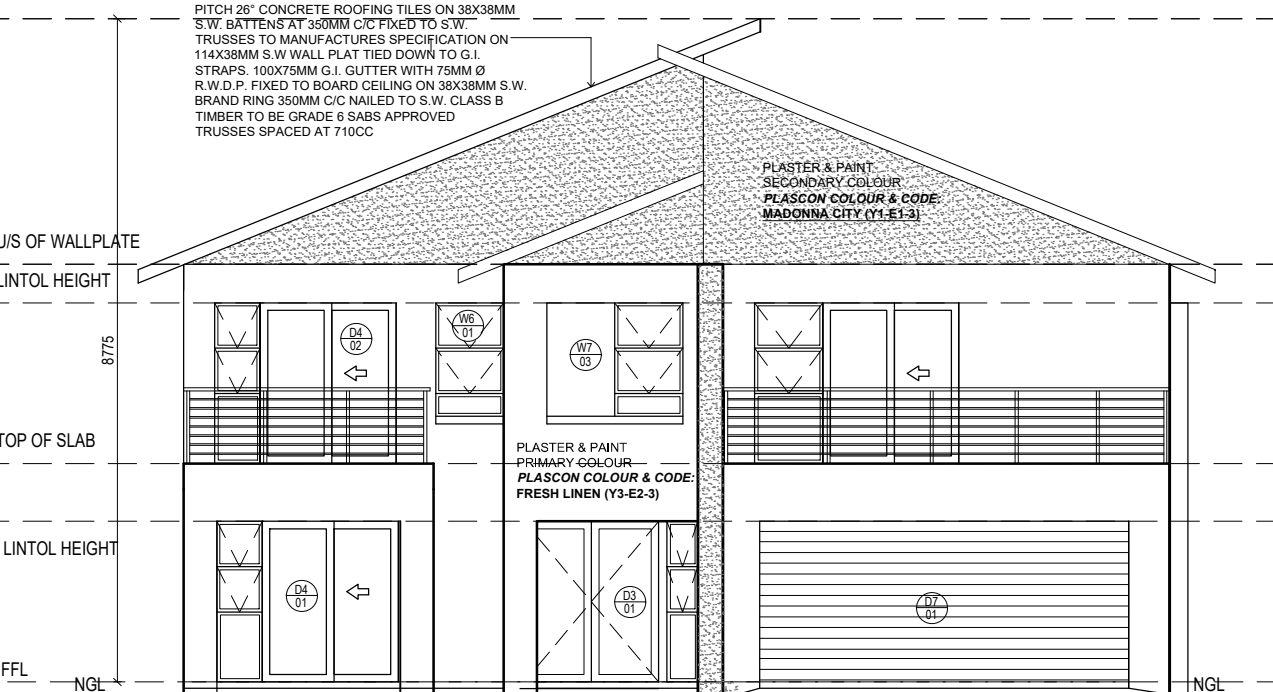 PITCH 26° CONCRETE ROOFING TILES ON 38X38MM
S.W. BATTENS AT 350MM C/C FIXED TO S.W.
TRUSSES TO MANUFACTURES SPECIFICATION ON
114X38MM S.W WALL PLAT TIED DOWN TO G.I.
STRAPS. 100X75MM G.I. GUTTER WITH 75MM Ø
R.W.D.P. FIXED TO BOARD CEILING ON 38X38MM S.W.
BRAND RING 350MM C/C NAILED TO S.W. CLASS B
TIMBER TO BE GRADE 6 SABS APPROVED
TRUSSES SPACED AT 710CC
PLASTER & PAINT
SECONDARY COLOUR
PLASCON COLOUR & CODE:
MADONNA CITY (Y1-E1-3)
U/S OF WALLPLATE
LINTOL HEIGHT
8775
D4
02
W6
01
W7
03
TOP OF SLAB
PLASTER & PAINT
PRIMARY COLOUR
PLASCON COLOUR & CODE:
FRESH LINEN (Y3-E2-3)
LINTOL HEIGHT
D4
01
D3
01
D7
01
FFL
NGL
NGL